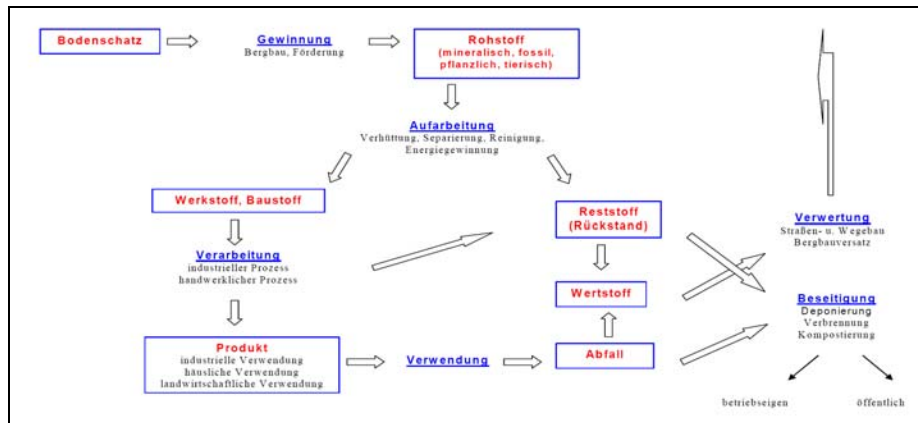 Bodenschatz
Gewinnung
Bergbau, Förderung
Rohstoff
(mineralisch, fossil,
pflanzlich, tierisch)
Aufarbeitung
Verhüttung, Separierung, Reinigung,
Energiegewinnung
Werkstoff, Baustoff
Verarbeitung
industrieller Prozess
handwerklicher Prozess
Reststoff
(Rückstand)
Verwertung
Straßen- u. Wegebau
Bergbauversatz
Wertstoff
Beseitigung
Deponierung
Verbrennung
Kompostierung
Produkt
industrielle Verwendung
häusliche Verwendung
landwirtschaftliche Verwendung
Verwendung
Abfall
betriebseigen
öffentlich